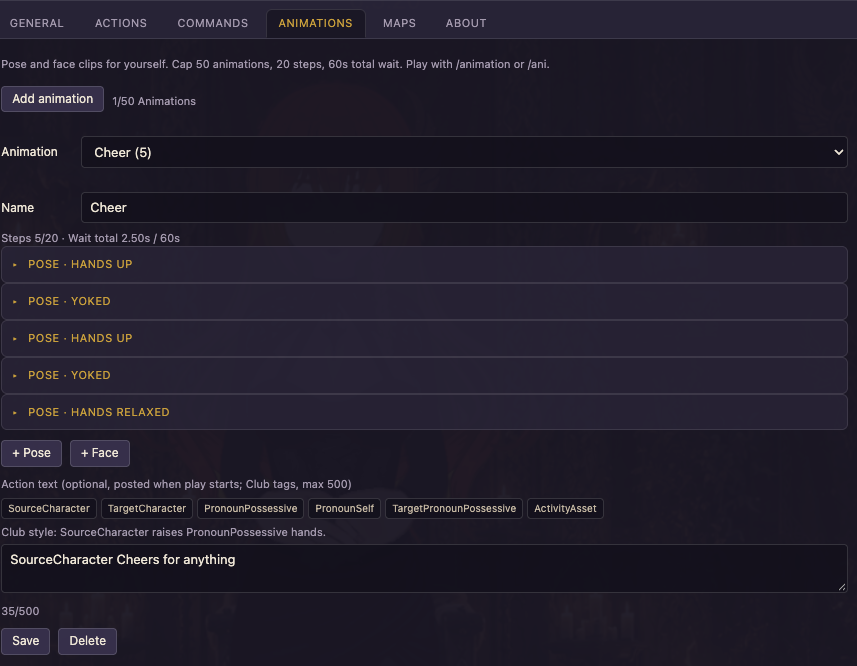 GENERAL ACTIONS COMMANDS ANIMATIONS MAPS ABOUT
Pose and face clips for yourself. Cap 50 animations, 20 steps, 60s total wait. Play with /animation or /ani.
Add animation 1/50 Animations
Animation Cheer (5)
Name Cheer
Steps 5/20 · Wait total 2.50s / 60s
POSE · HANDS UP
POSE · YOKED
POSE · HANDS UP
POSE · YOKED
POSE · HANDS RELAXED
+ Pose + Face
Action text (optional, posted when play starts; Club tags, max 500)
SourceCharacter TargetCharacter PronounPossessive PronounSelf TargetPronounPossessive ActivityAsset
Club style: SourceCharacter raises PronounPossessive hands.
SourceCharacter Cheers for anything
35/500
Save Delete